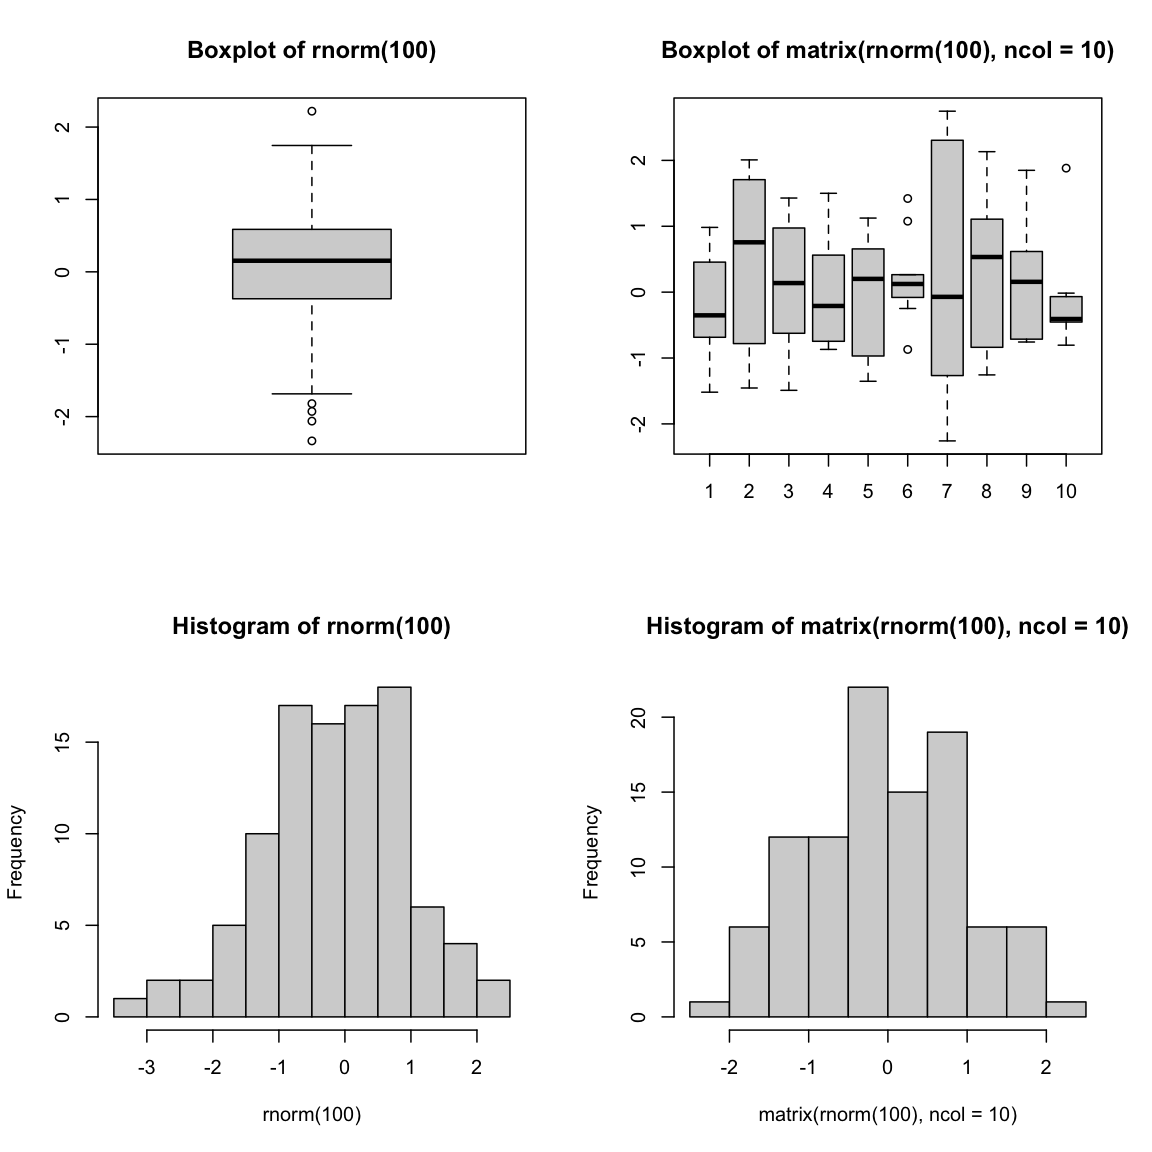 Boxplot of rnorm(100)
2
1
0
-1
-2
Boxplot of matrix(rnorm(100), ncol = 10)
2
1
0
-1
-2
1 2 3 4 5 6 7 8 9 10
Histogram of rnorm(100)
Frequency
15
10
5
0
-3 -2 -1 0 1 2
rnorm(100)
Histogram of matrix(rnorm(100), ncol = 10)
Frequency
20
15
10
5
0
-2 -1 0 1 2
matrix(rnorm(100), ncol = 10)